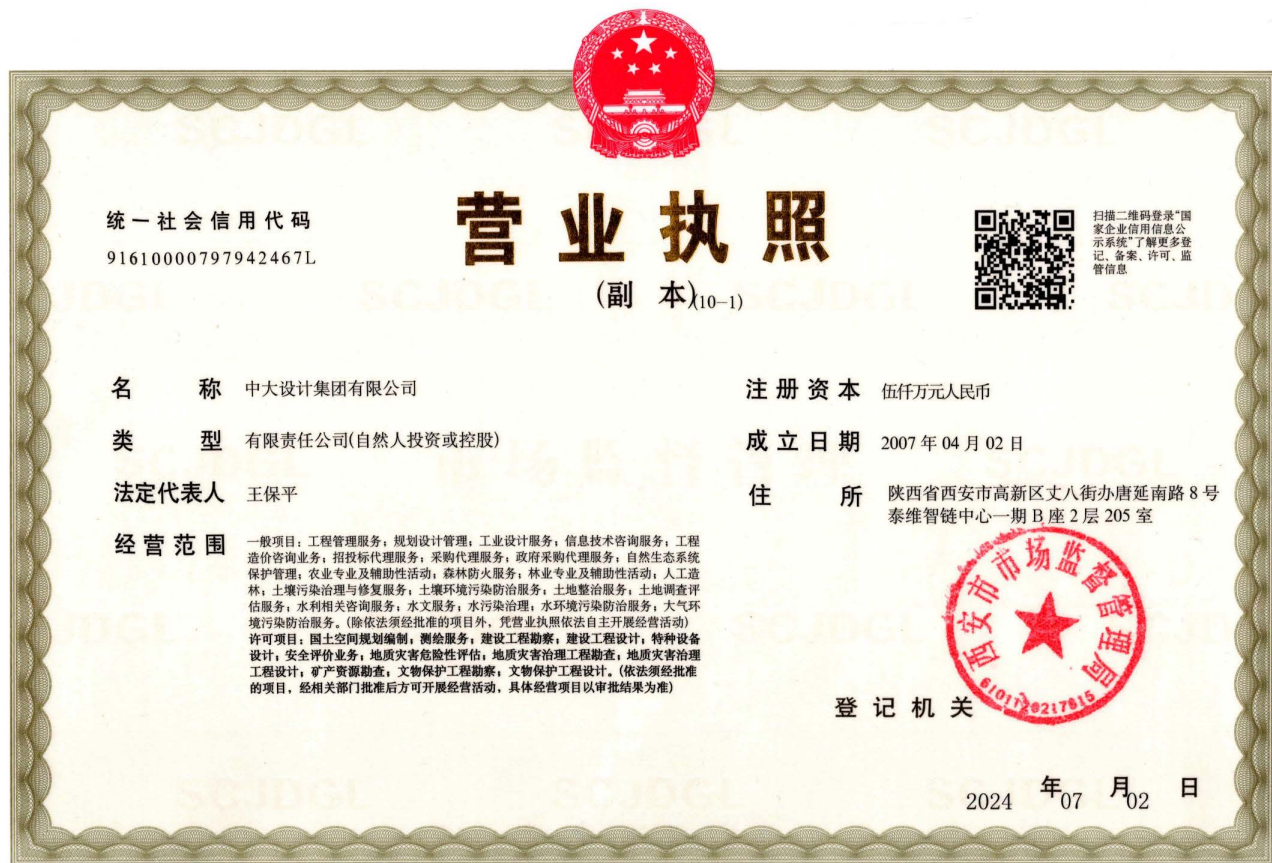 统一社会信用代码
91610000797942467L
营业执照
(副 本)(10-1)
扫描二维码登录“国
家企业信用信息公
示系统”了解更多登
记、备案、许可、监
管信息
名 称 中大设计集团有限公司
类 型 有限责任公司(自然人投资或控股)
法定代表人 王保平
经营范围 一般项目：工程管理服务；规划设计管理；工业设计服务；信息技术咨询服务；工程
造价咨询业务；招投标代理服务；采购代理服务；政府采购代理服务；自然生态系统
保护管理；农业专业及辅助性活动；森林防火服务；林业专业及辅助性活动；人工造
林；土壤污染治理与修复服务；土壤环境污染防治服务；土地整治服务；土地调查评
估服务；水利相关咨询服务；水文服务；水污染治理；水环境污染防治服务；大气环
境污染防治服务。(除依法须经批准的项目外，凭营业执照依法自主开展经营活动)
许可项目：国土空间规划编制；测绘服务；建设工程勘察；建设工程设计；特种设备
设计；安全评价业务；地质灾害危险性评估；地质灾害治理工程勘查；地质灾害治理
工程设计；矿产资源勘查；文物保护工程勘察；文物保护工程设计。(依法须经批准
的项目，经相关部门批准后方可开展经营活动，具体经营项目以审批结果为准)
注册资本 伍仟万元人民币
成立日期 2007 年 04 月 02 日
住 所 陕西省西安市高新区丈八街办唐延南路 8 号
泰维智链中心一期 B 座 2 层 205 室
西安市市场监督管理局
登记机关
2024 年 07 月 02 日
SCJDGL